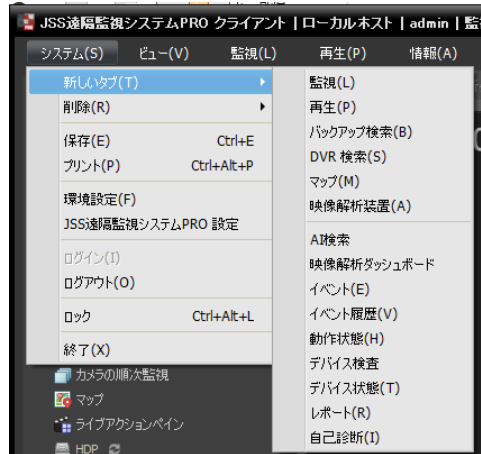 JSS遠隔監視システムPRO クライアント | ローカルホスト | admin | 監
システム(S) ビュー(V) 監視(L) 再生(P) 情報(A)
新しいタブ(T)
削除(R)
保存(E) Ctrl+E
プリント(P) Ctrl+Alt+P
環境設定(F)
JSS遠隔監視システムPRO 設定
ログイン(I)
ログアウト(O)
ロック Ctrl+Alt+L
終了(X)
監視(L)
再生(P)
バックアップ検索(B)
DVR 検索(S)
マップ(M)
映像解析装置(A)
AI検索
映像解析ダッシュボード
イベント(E)
イベント履歴(V)
動作状態(H)
デバイス検査
デバイス状態(T)
レポート(R)
自己診断(I)
カメラの順次監視
マップ
ライブアクションペイン
HDP